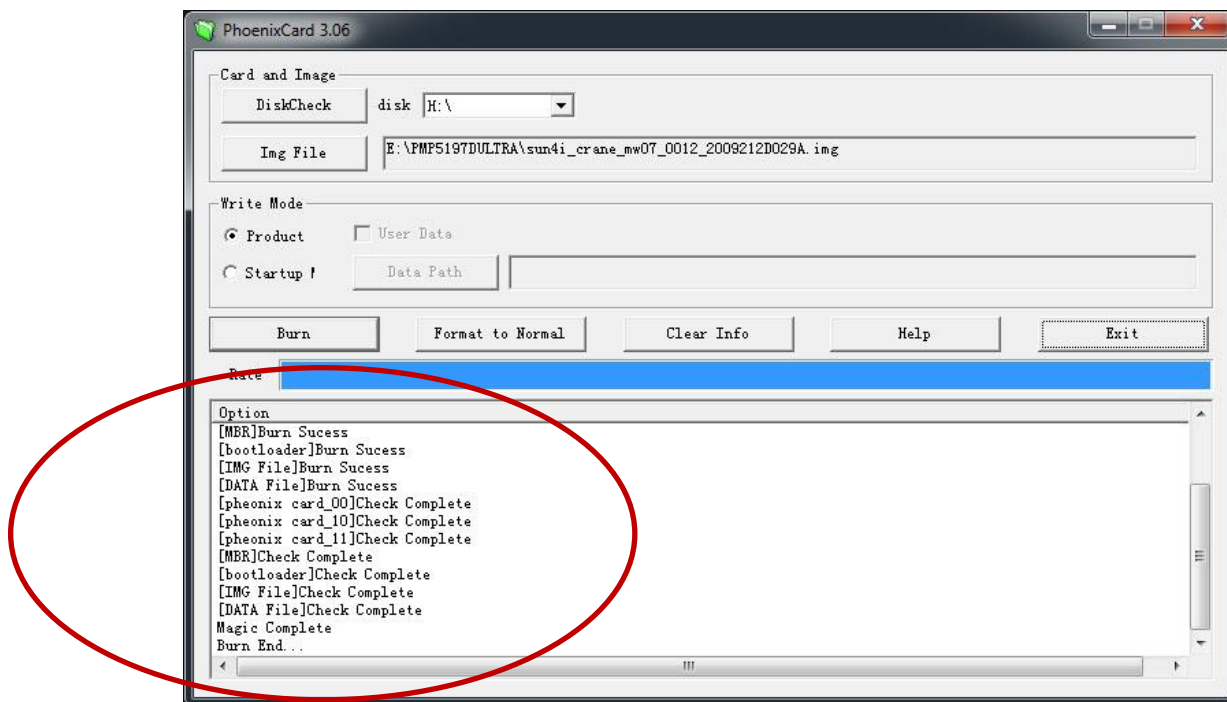 PhoenixCard 3.06
Card and Image
DiskCheck disk H:\
Img File E:\PMP5197DULTRA\sun4i_crane_mw07_0012_2009212D029A.img
Write Mode
Product User Data
Startup Data Path
Burn Format to Normal Clear Info Help Exit
Rate
Option
[MBR]Burn Sucess
[bootloader]Burn Sucess
[IMG File]Burn Sucess
[DATA File]Burn Sucess
[pheonix card_00]Check Complete
[pheonix card_10]Check Complete
[pheonix card_11]Check Complete
[MBR]Check Complete
[bootloader]Check Complete
[IMG File]Check Complete
[DATA File]Check Complete
Magic Complete
Burn End...